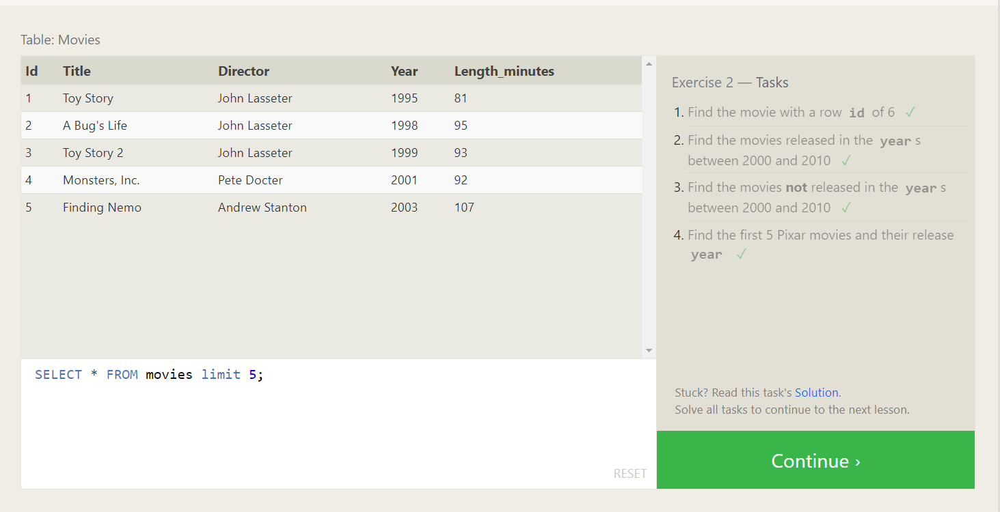 Table: Movies
Id Title Director Year Length_minutes
1 Toy Story John Lasseter 1995 81
2 A Bug's Life John Lasseter 1998 95
3 Toy Story 2 John Lasseter 1999 93
4 Monsters, Inc. Pete Docter 2001 92
5 Finding Nemo Andrew Stanton 2003 107
SELECT * FROM movies limit 5;
RESET
Exercise 2 — Tasks
1. Find the movie with a row id of 6 ✓
2. Find the movies released in the year s
between 2000 and 2010 ✓
3. Find the movies not released in the year s
between 2000 and 2010 ✓
4. Find the first 5 Pixar movies and their release
year ✓
Stuck? Read this task's Solution.
Solve all tasks to continue to the next lesson.
Continue ›